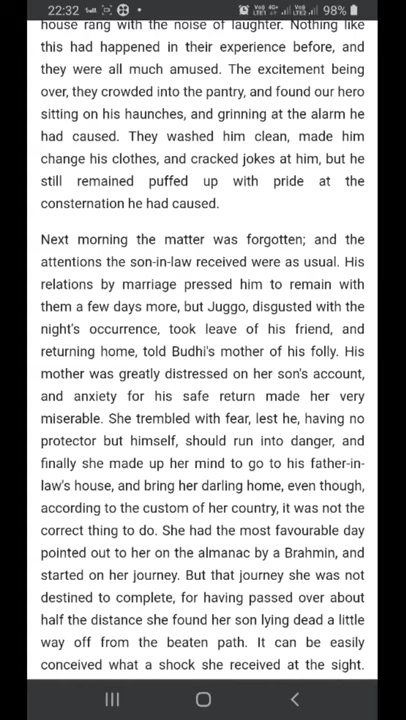 22:32
98%
house rang with the noise of laughter. Nothing like
this had happened in their experience before, and
they were all much amused. The excitement being
over, they crowded into the pantry, and found our hero
sitting on his haunches, and grinning at the alarm he
had caused. They washed him clean, made him
change his clothes, and cracked jokes at him, but he
still remained puffed up with pride at the
consternation he had caused.
Next morning the matter was forgotten; and the
attentions the son-in-law received were as usual. His
relations by marriage pressed him to remain with
them a few days more, but Juggo, disgusted with the
night's occurrence, took leave of his friend, and
returning home, told Budhi's mother of his folly. His
mother was greatly distressed on her son's account,
and anxiety for his safe return made her very
miserable. She trembled with fear, lest he, having no
protector but himself, should run into danger, and
finally she made up her mind to go to his father-in-
law's house, and bring her darling home, even though,
according to the custom of her country, it was not the
correct thing to do. She had the most favourable day
pointed out to her on the almanac by a Brahmin, and
started on her journey. But that journey she was not
destined to complete, for having passed over about
half the distance she found her son lying dead a little
way off from the beaten path. It can be easily
conceived what a shock she received at the sight.